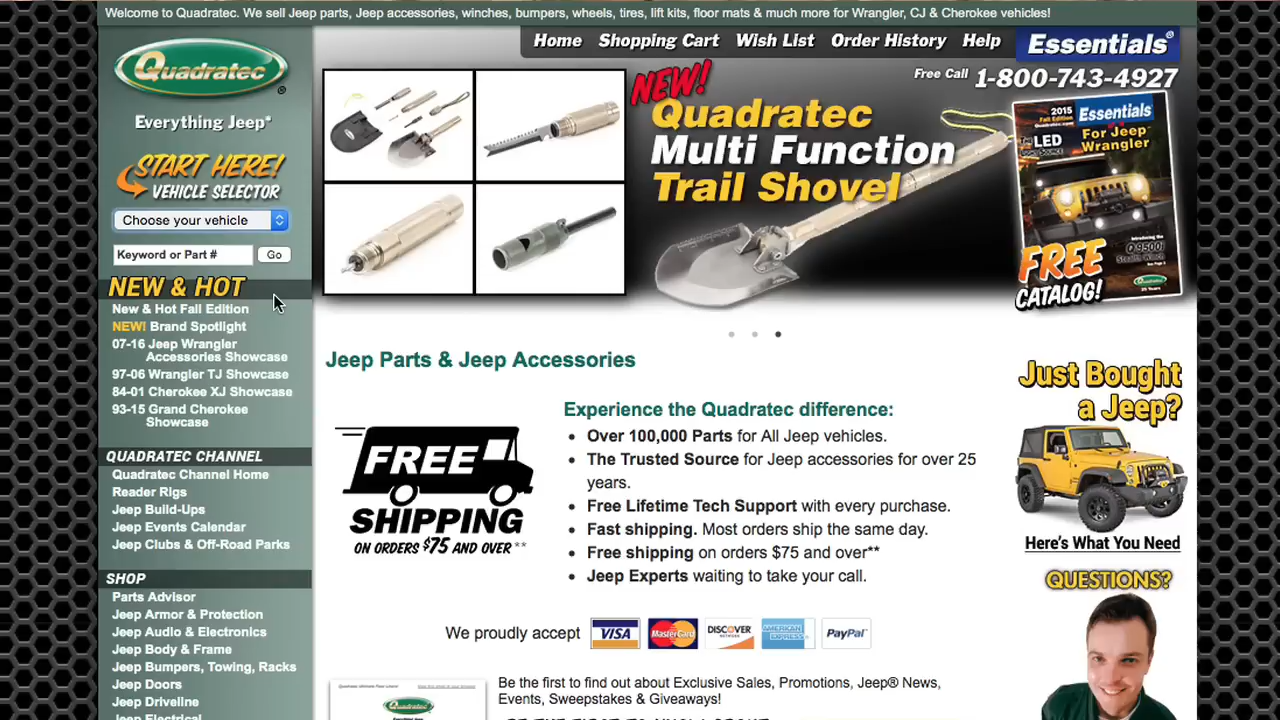 Welcome to Quadratec. We sell Jeep parts, Jeep accessories, winches, bumpers, wheels, tires, lift kits, floor mats & much more for Wrangler, CJ & Cherokee vehicles!
Home Shopping Cart Wish List Order History Help
Essentials®
Free Call 1-800-743-4927
Quadratec®
Everything Jeep®
START HERE!
VEHICLE SELECTOR
Choose your vehicle
Keyword or Part #
Go
NEW & HOT
New & Hot Fall Edition
NEW! Brand Spotlight
07-16 Jeep Wrangler
Accessories Showcase
97-06 Wrangler TJ Showcase
84-01 Cherokee XJ Showcase
93-15 Grand Cherokee
Showcase
QUADRATEC CHANNEL
Quadratec Channel Home
Reader Rigs
Jeep Build-Ups
Jeep Events Calendar
Jeep Clubs & Off-Road Parks
SHOP
Parts Advisor
Jeep Armor & Protection
Jeep Audio & Electronics
Jeep Body & Frame
Jeep Bumpers, Towing, Racks
Jeep Doors
Jeep Driveline
Jeep Electrical
NEW!
Quadratec
Multi Function
Trail Shovel
2015
Fall Edition
Quadratec.com
Essentials
For Jeep
Wrangler
The LED
Introducing the
Q9500i
Stealth Winch
FREE
CATALOG!
Quadratec
Jeep Parts & Jeep Accessories
FREE
SHIPPING
ON ORDERS $75 AND OVER**
Experience the Quadratec difference:
• Over 100,000 Parts for All Jeep vehicles.
• The Trusted Source for Jeep accessories for over 25
years.
• Free Lifetime Tech Support with every purchase.
• Fast shipping. Most orders ship the same day.
• Free shipping on orders $75 and over**
• Jeep Experts waiting to take your call.
We proudly accept VISA MasterCard DISCOVER NETWORK AMERICAN EXPRESS PayPal
Just Bought
a Jeep?
Here's What You Need
QUESTIONS?
Quadratec
Be the first to find out about Exclusive Sales, Promotions, Jeep® News,
Events, Sweepstakes & Giveaways!